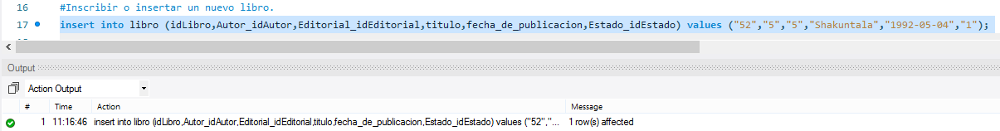 16 #Inscribir o insertar un nuevo libro.
17 insert into libro (idLibro,Autor_idAutor,Editorial_idEditorial,titulo,fecha_de_publicacion,Estado_idEstado) values ("52","5","5","Shakuntala","1992-05-04","1");
Output
Action Output
# Time Action Message
1 11:16:46 insert into libro (idLibro,Autor_idAutor,Editorial_idEditorial,titulo,fecha_de_publicacion,Estado_idEstado) values ("52","... 1 row(s) affected